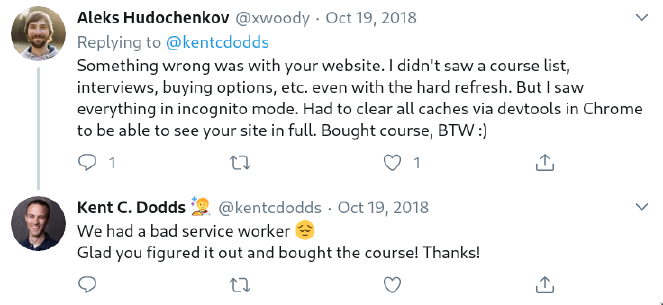 Aleks Hudochenkov @xwoody · Oct 19, 2018
Replying to @kentcdodds
Something wrong was with your website. I didn't saw a course list,
interviews, buying options, etc. even with the hard refresh. But I saw
everything in incognito mode. Had to clear all caches via devtools in Chrome
to be able to see your site in full. Bought course, BTW :)
1 1
Kent C. Dodds @kentcdodds · Oct 19, 2018
We had a bad service worker 😔
Glad you figured it out and bought the course! Thanks!